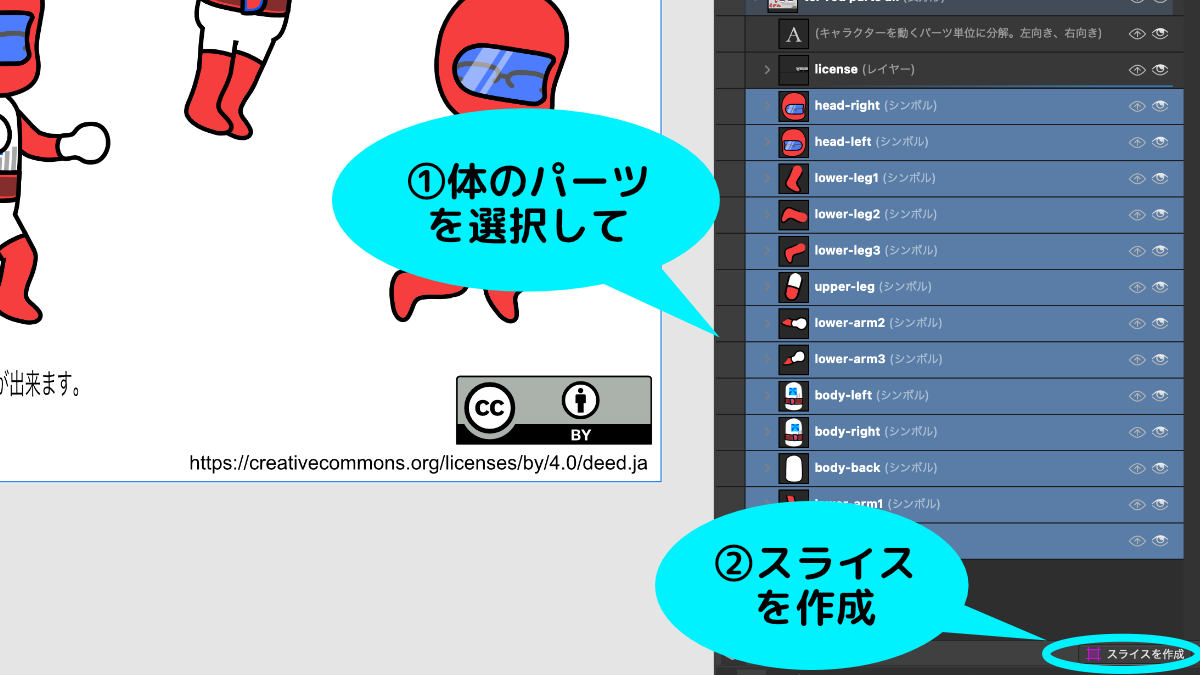 (キャラクターを動くパーツ単位に分解。左向き、右向き)
license (レイヤー)
head-right (シンボル)
head-left (シンボル)
lower-leg1 (シンボル)
lower-leg2 (シンボル)
lower-leg3 (シンボル)
upper-leg (シンボル)
lower-arm2 (シンボル)
lower-arm3 (シンボル)
body-left (シンボル)
body-right (シンボル)
body-back (シンボル)
lower-arm1 (シンボル)
①体のパーツ
を選択して
が出来ます。
CC
BY
https://creativecommons.org/licenses/by/4.0/deed.ja
②スライス
を作成
スライスを作成